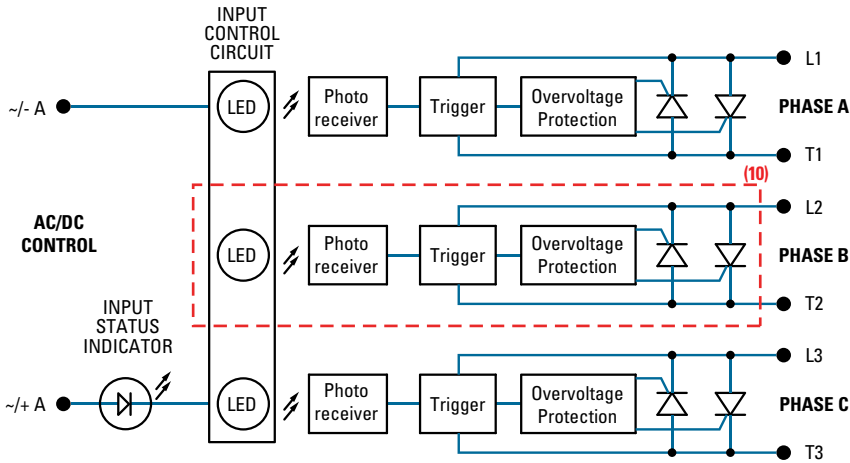 INPUT
CONTROL
CIRCUIT
~/- A
LED
Photo
receiver
Trigger
Overvoltage
Protection
L1
PHASE A
T1
(10)
AC/DC
CONTROL
LED
Photo
receiver
Trigger
Overvoltage
Protection
L2
PHASE B
T2
INPUT
STATUS
INDICATOR
~/+ A
LED
Photo
receiver
Trigger
Overvoltage
Protection
L3
PHASE C
T3